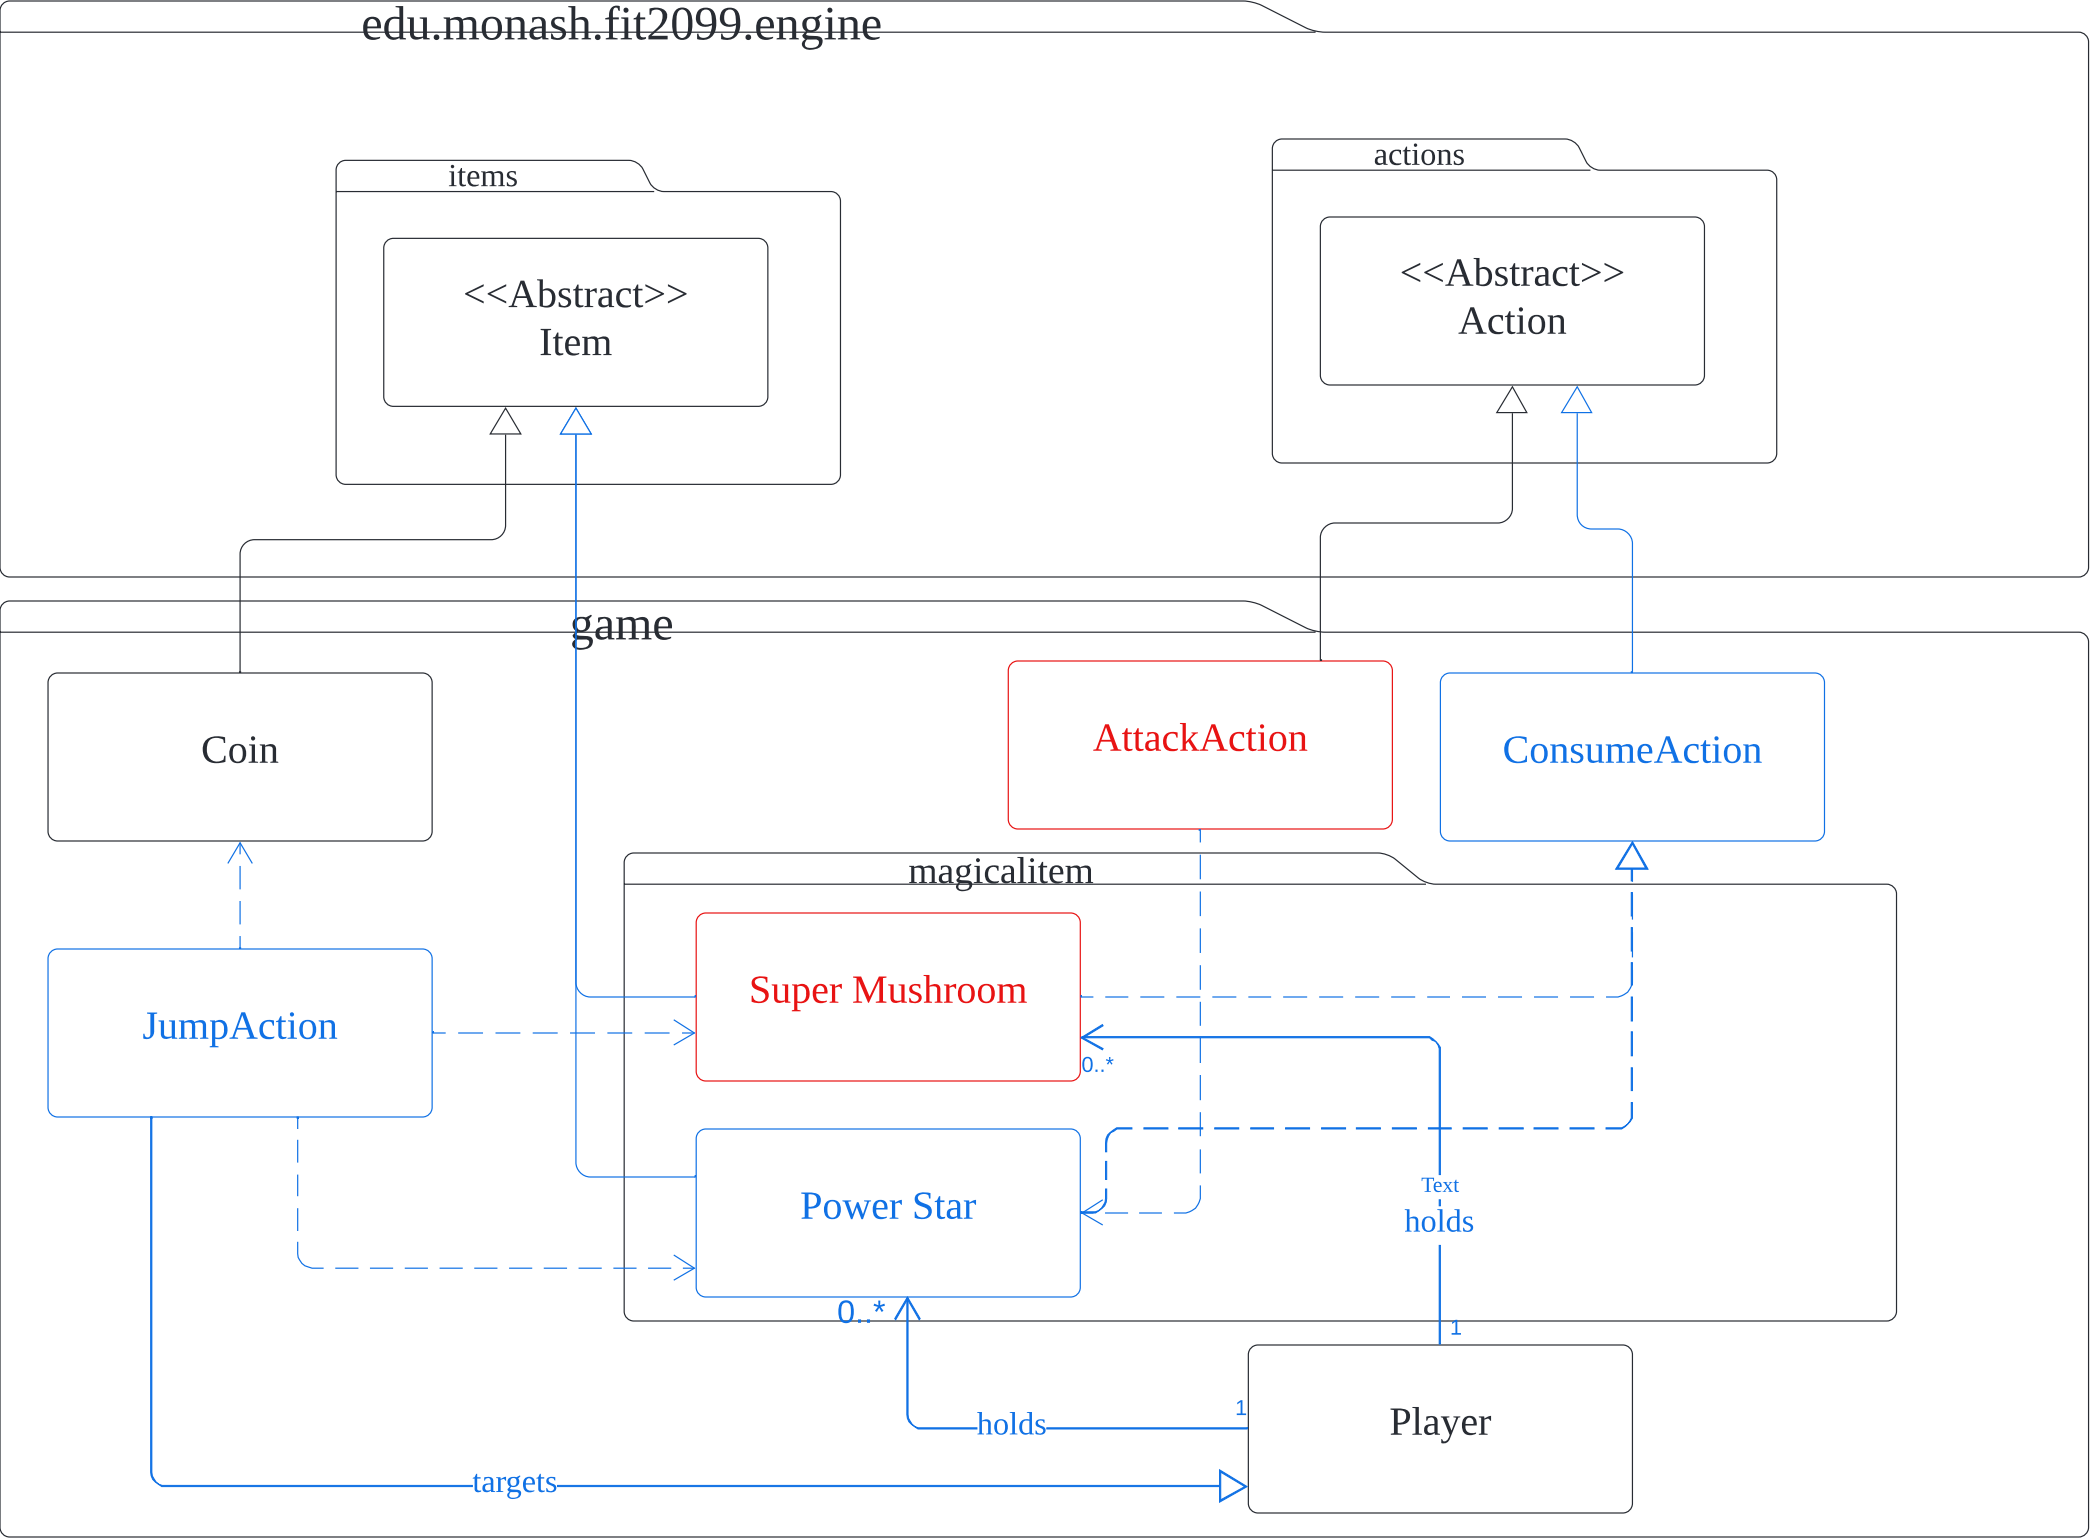 edu.monash.fit2099.engine
items
actions
<<Abstract>>
Item
<<Abstract>>
Action
game
Coin
AttackAction
ConsumeAction
magicalitem
Super Mushroom
JumpAction
0..*
Power Star
Text
holds
0..*
1
1
holds
Player
targets